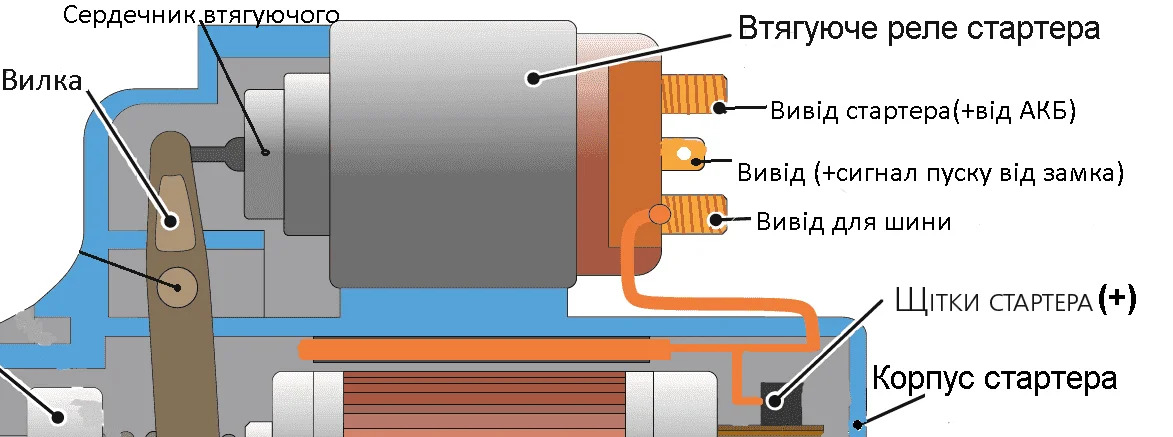 Сердечник втягуючого
Втягуюче реле стартера
Вилка
Вивід стартера(+від АКБ)
Вивід (+сигнал пуску від замка)
Вивід для шини
Щітки стартера (+)
Корпус стартера